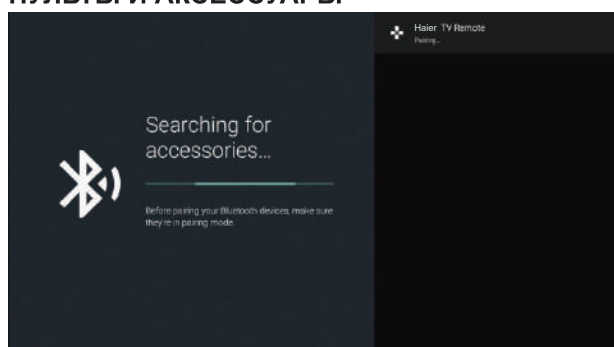 ПУЛЬТЫ И АКСЕССУАРЫ
Searching for
accessories...
Before pairing your Bluetooth devices, make sure
they're in pairing mode.
Haier TV Remote
Pairing...